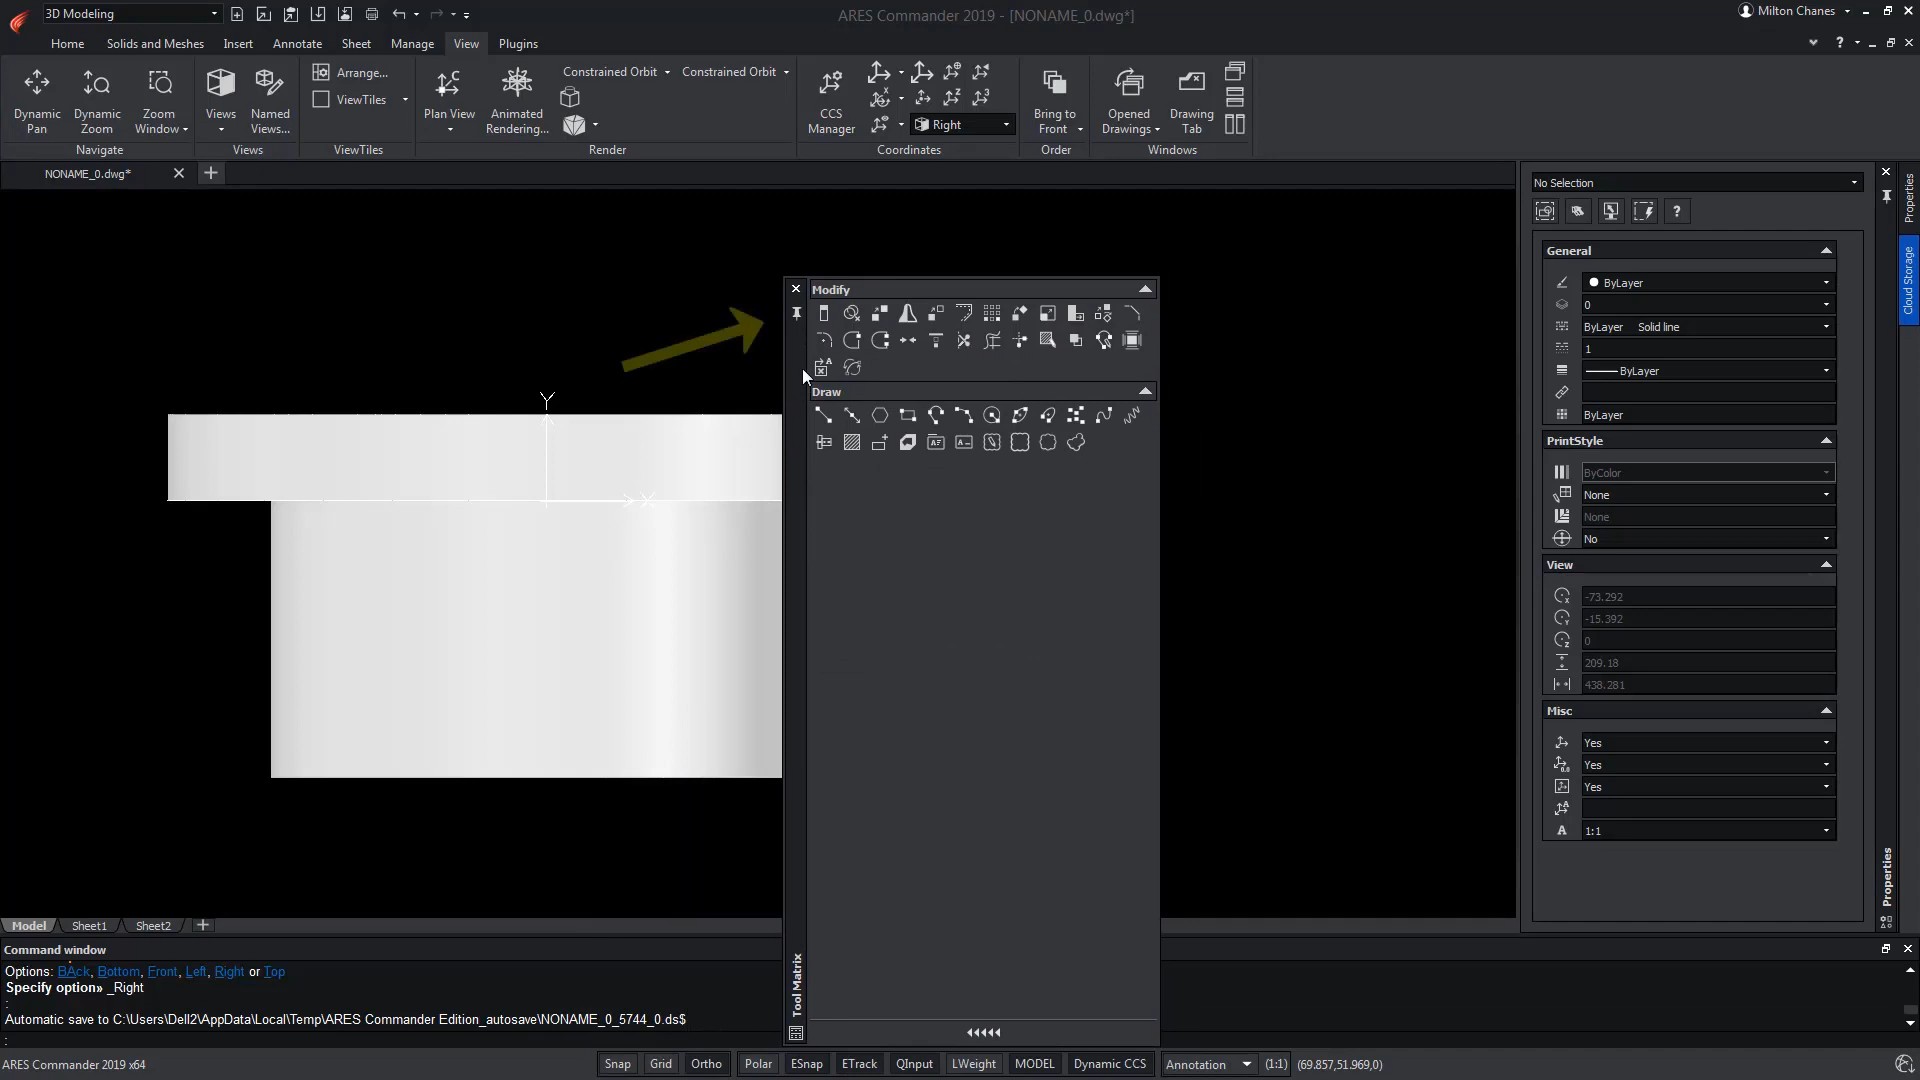 3D Modeling
ARES Commander 2019 - [NONAME_0.dwg*]
Milton Chanes
Home
Solids and Meshes
Insert
Annotate
Sheet
Manage
View
Plugins
Dynamic Pan
Dynamic Zoom
Zoom Window
Navigate
Views
Named Views...
Views
Arrange...
ViewTiles
ViewTiles
Plan View
Animated Rendering...
Constrained Orbit
Constrained Orbit
Render
CCS Manager
Right
Coordinates
Bring to Front
Order
Opened Drawings
Drawing Tab
Windows
NONAME_0.dwg*
Modify
Draw
Tool Matrix
Y
X
No Selection
General
ByLayer
0
ByLayer Solid line
1
ByLayer
ByLayer
PrintStyle
ByColor
None
None
No
View
-73.292
-15.392
0
209.18
438.281
Misc
Yes
Yes
Yes
1:1
Properties
Properties
Cloud Storage
Model
Sheet1
Sheet2
Command window
Options: BAck, Bottom, Front, Left, Right or Top
Specify option» _Right
:
Automatic save to C:\Users\Dell2\AppData\Local\Temp\ARES Commander Edition_autosave\NONAME_0_5744_0.ds$
:
ARES Commander 2019 x64
Snap
Grid
Ortho
Polar
ESnap
ETrack
QInput
LWeight
MODEL
Dynamic CCS
Annotation
(1:1)
(69.857,51.969,0)